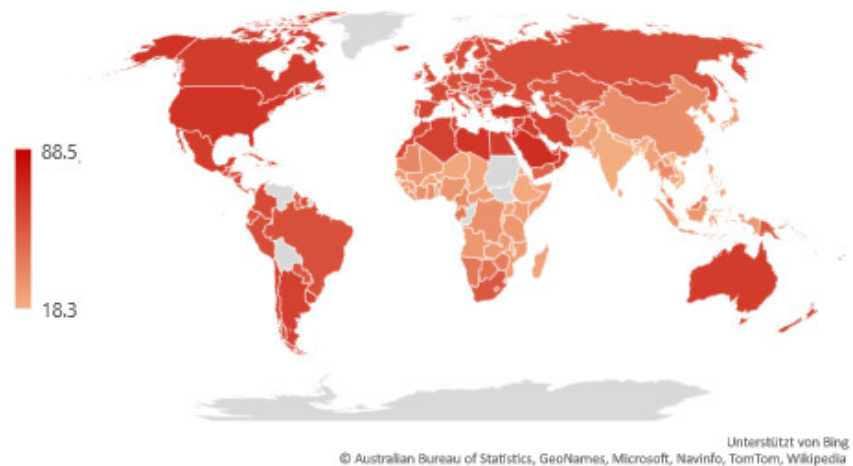 88.5
18.3
Unterstützt von Bing
© Australian Bureau of Statistics, GeoNames, Microsoft, Navinfo, TomTom, Wikipedia